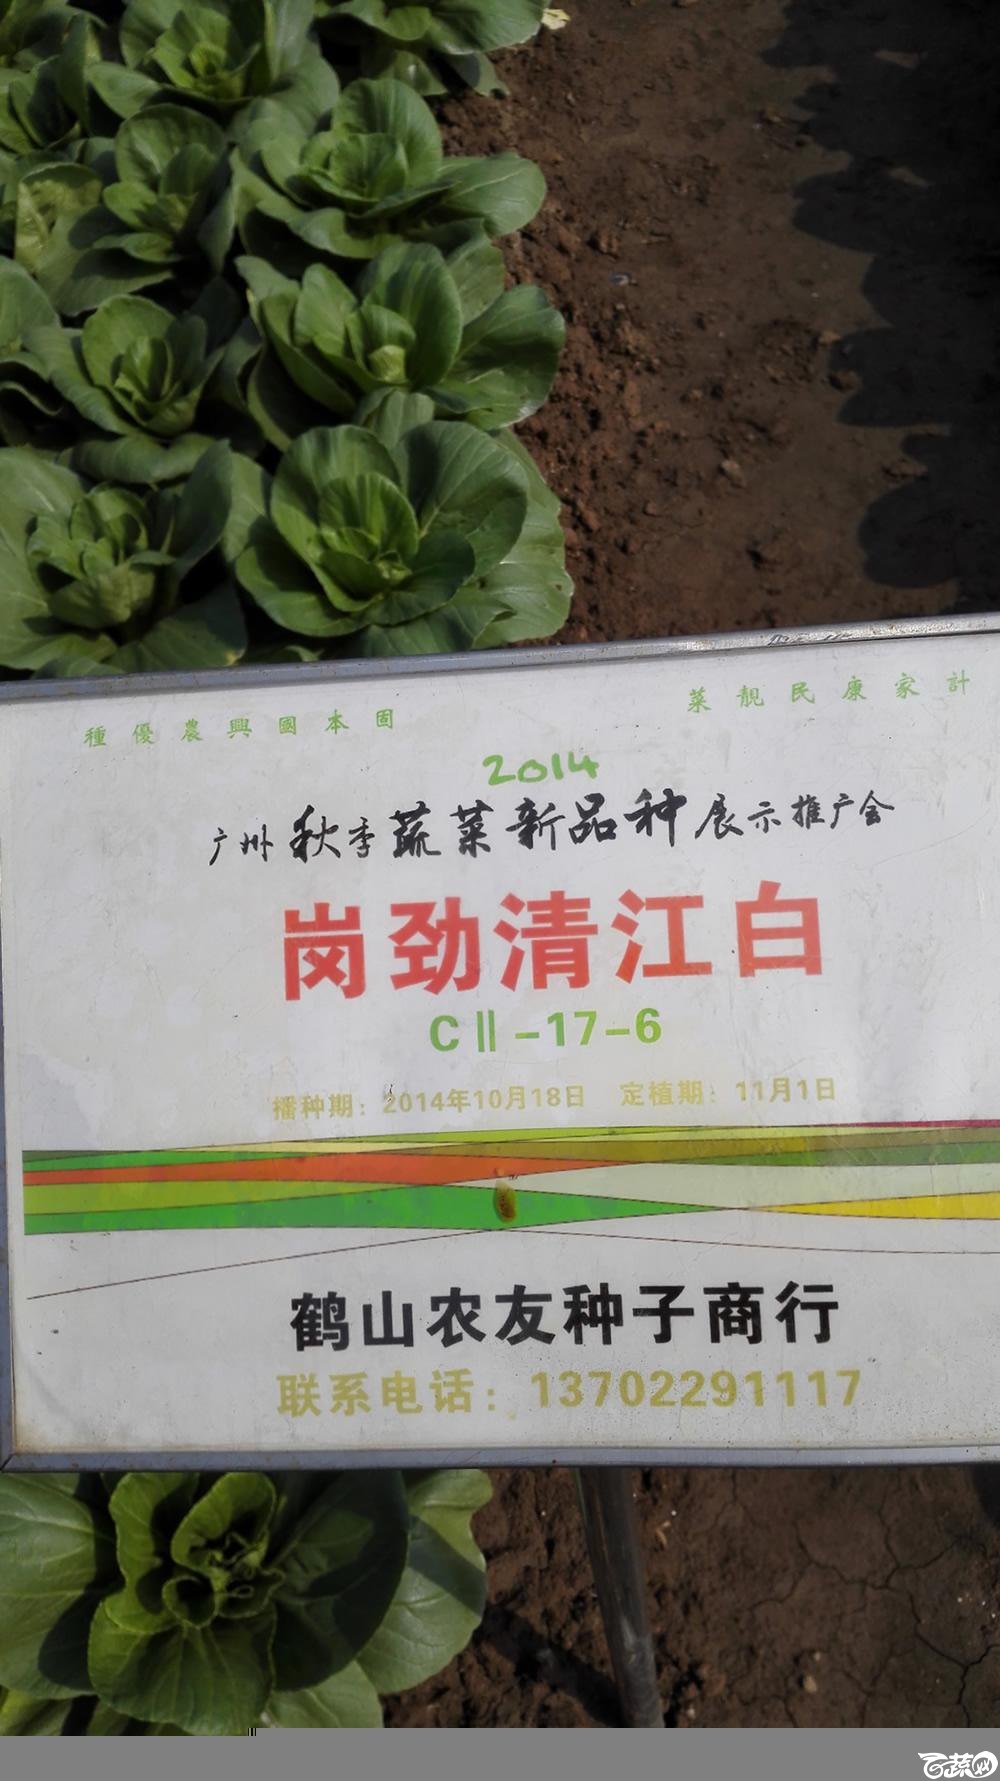 種優農興國本固
菜靚民康家計
2014
广州秋季蔬菜新品种展示推广会
岗劲清江白
CⅡ-17-6
播种期：2014年10月18日 定植期：11月1日
鹤山农友种子商行
联系电话：13702291117
百蔬网